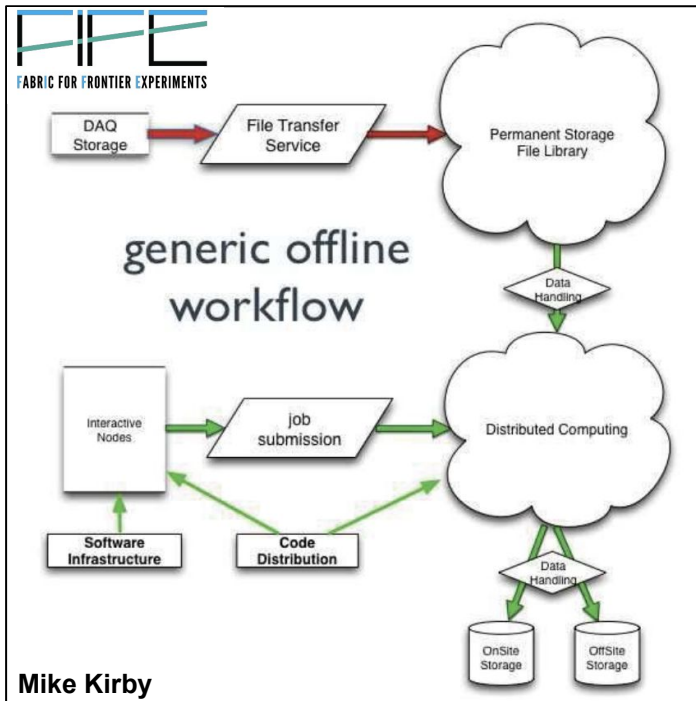 FIFE
FABRIC FOR FRONTIER EXPERIMENTS
DAQ
Storage
File Transfer
Service
Permanent Storage
File Library
generic offline
workflow
Data
Handling
Interactive
Nodes
job
submission
Distributed Computing
Software
Infrastructure
Code
Distribution
Data
Handling
OnSite
Storage
OffSite
Storage
Mike Kirby